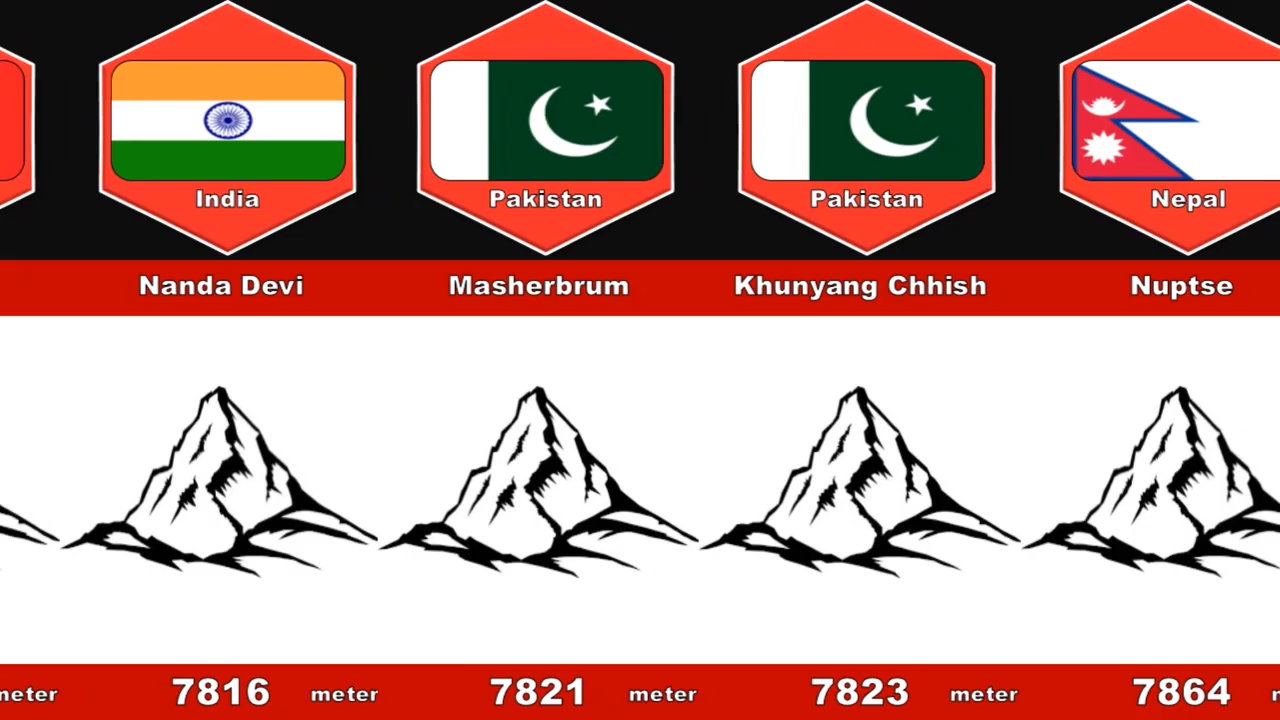 India
Pakistan
Pakistan
Nepal
Nanda Devi
Masherbrum
Khunyang Chhish
Nuptse
meter
7816 meter
7821 meter
7823 meter
7864